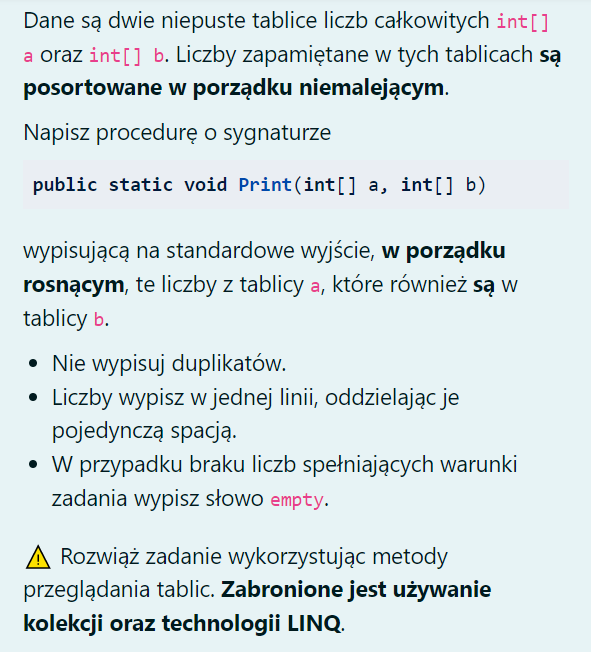 Dane są dwie niepuste tablice liczb całkowitych int[]
a oraz int[] b. Liczby zapamiętane w tych tablicach są
posortowane w porządku niemalejącym.
Napisz procedurę o sygnaturze
public static void Print(int[] a, int[] b)
wypisującą na standardowe wyjście, w porządku
rosnącym, te liczby z tablicy a, które również są w
tablicy b.
• Nie wypisuj duplikatów.
• Liczby wypisz w jednej linii, oddzielając je
pojedynczą spacją.
• W przypadku braku liczb spełniających warunki
zadania wypisz słowo empty.
⚠ Rozwiąż zadanie wykorzystując metody
przeglądania tablic. Zabronione jest używanie
kolekcji oraz technologii LINQ.